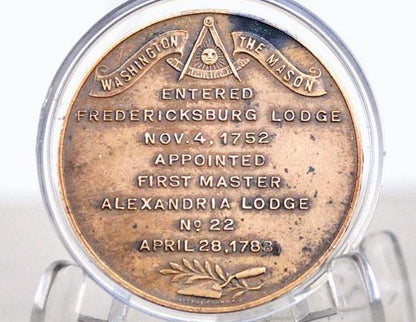 WASHINGTON THE MASON
ENTERED
FREDERICKSBURG LODGE
NOV. 4, 1752
APPOINTED
FIRST MASTER
ALEXANDRIA LODGE
No 22
APRIL 28, 1788